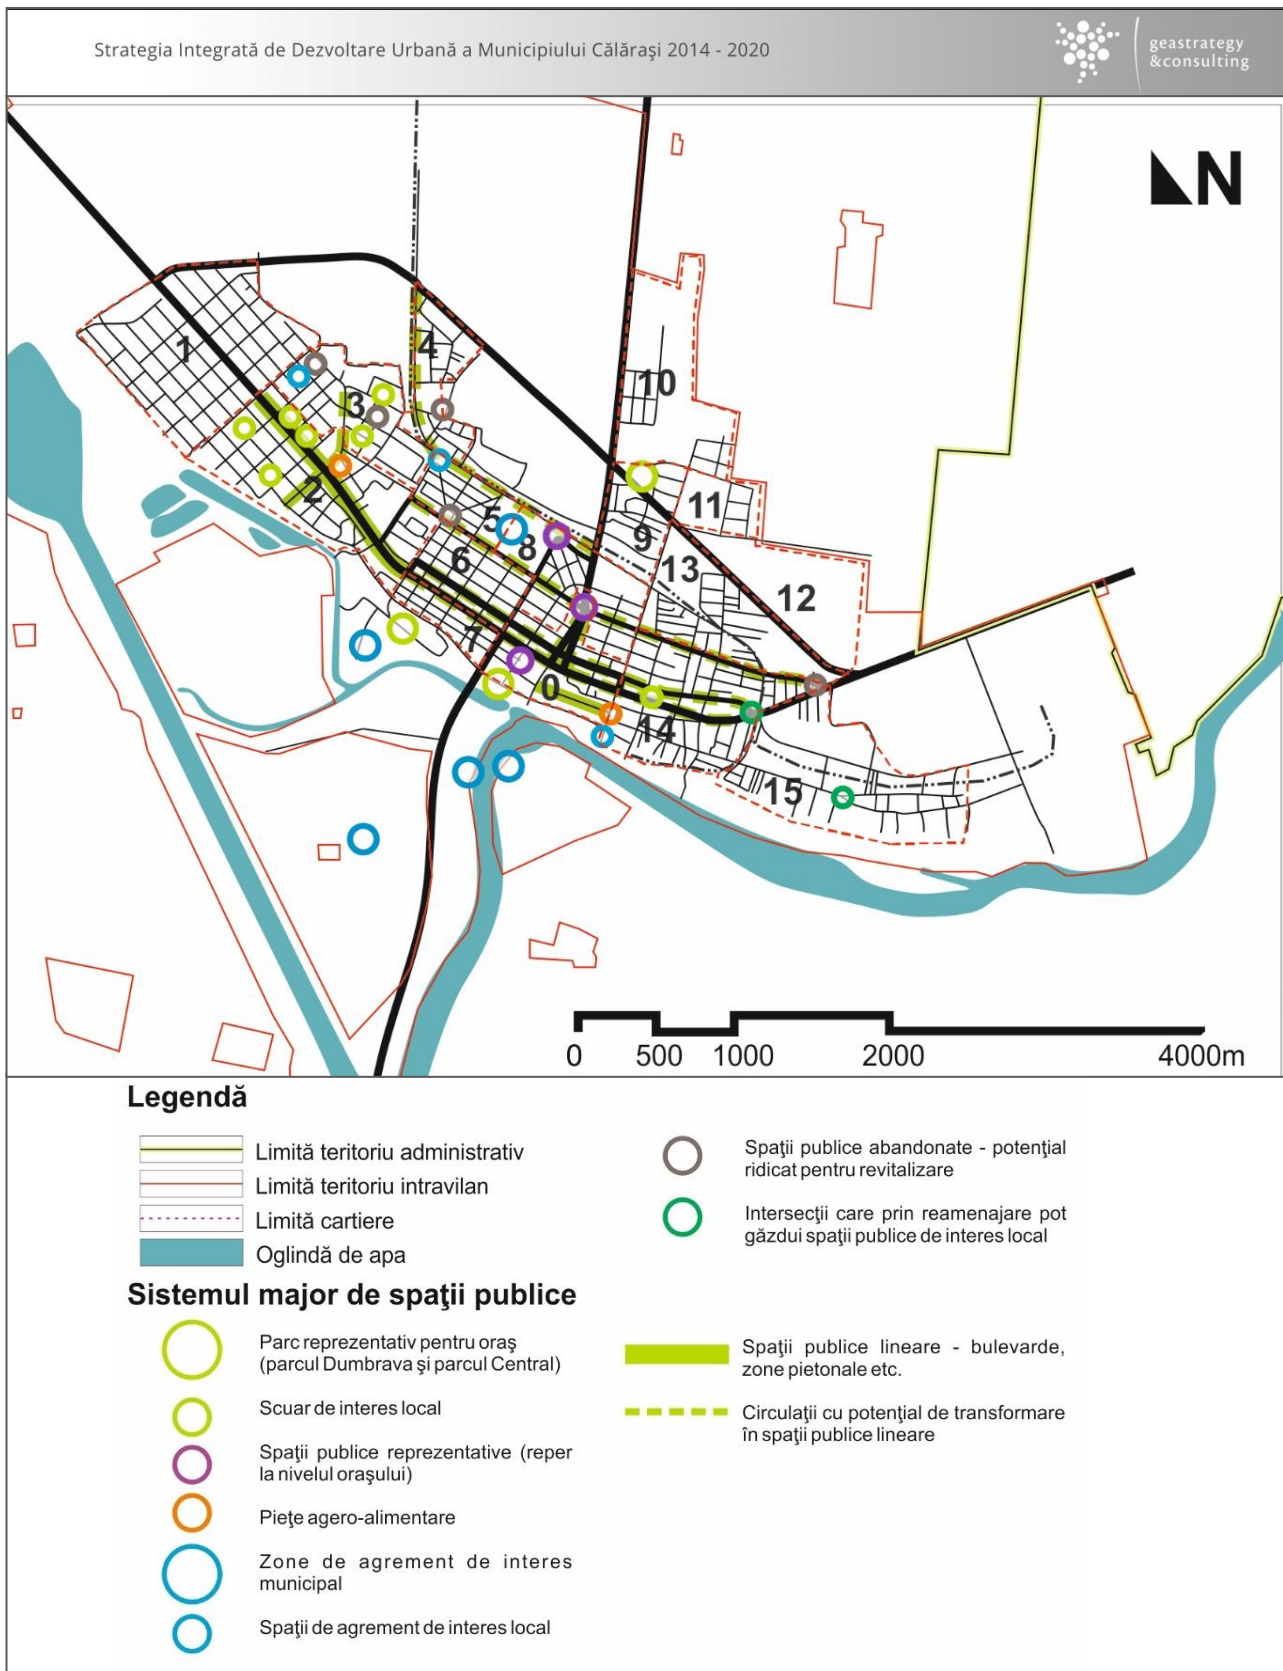 Strategia Integrată de Dezvoltare Urbană a Municipiului Călăraşi 2014 - 2020
geastrategy
&consulting
N
1
4
3
10
2
11
5
8
9
6
13
12
7
0
14
15
0
500
1000
2000
4000m
Legendă
Limită teritoriu administrativ
Limită teritoriu intravilan
Limită cartiere
Oglindă de apa
Spaţii publice abandonate - potenţial
ridicat pentru revitalizare
Intersecţii care prin reamenajare pot
găzdui spaţii publice de interes local
Sistemul major de spaţii publice
Parc reprezentativ pentru oraş
(parcul Dumbrava şi parcul Central)
Scuar de interes local
Spaţii publice reprezentative (reper
la nivelul oraşului)
Pieţe agero-alimentare
Zone de agrement de interes
municipal
Spaţii de agrement de interes local
Spaţii publice lineare - bulevarde,
zone pietonale etc.
Circulaţii cu potenţial de transformare
în spaţii publice lineare